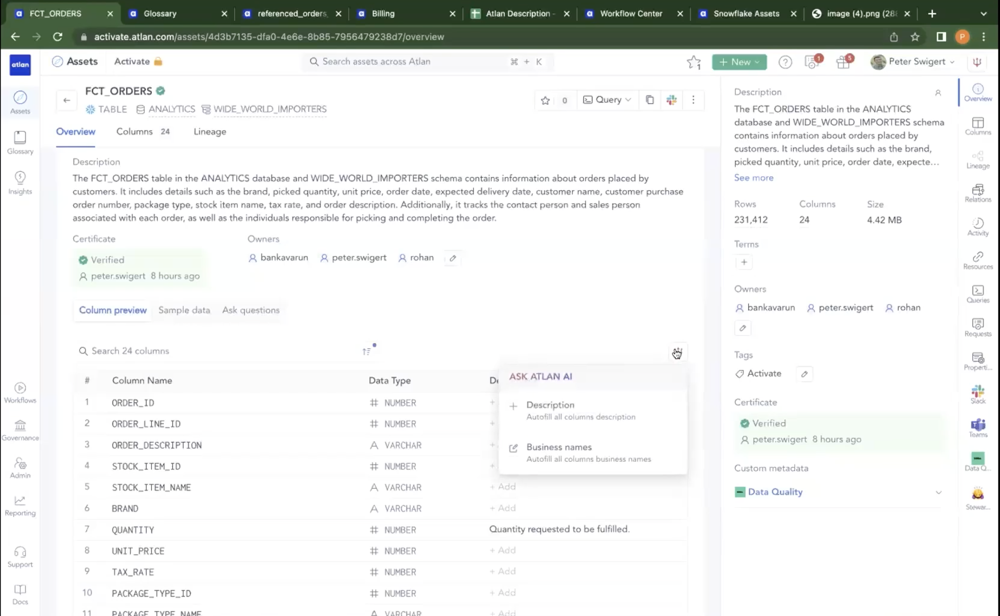 FCT_ORDERS
Glossary
referenced_orders_
Billing
Atlan Description -
Workflow Center
Snowflake Assets
image (4).png (28
activate.atlan.com/assets/4d3b7135-dfa0-4e6e-8b85-7956479238d7/overview
P
atlan
Assets
Activate
Search assets across Atlan
⌘ + K
1
+ New
1
5
Peter Swigert
Assets
Glossary
Insights
Workflows
Governance
Admin
Reporting
Support
Docs
FCT_ORDERS
TABLE ANALYTICS WIDE_WORLD_IMPORTERS
0
Query
Overview
Columns 24
Lineage
Description
The FCT_ORDERS table in the ANALYTICS database and WIDE_WORLD_IMPORTERS schema contains information about orders placed by
customers. It includes details such as the brand, picked quantity, unit price, order date, expected delivery date, customer name, customer purchase
order number, package type, stock item name, tax rate, and order description. Additionally, it tracks the contact person and sales person
associated with each order, as well as the individuals responsible for picking and completing the order.
Certificate
Verified
peter.swigert 8 hours ago
Owners
bankavarun peter.swigert rohan
Column preview
Sample data
Ask questions
Search 24 columns
# Column Name Data Type De
1 ORDER_ID # NUMBER +
2 ORDER_LINE_ID # NUMBER +
3 ORDER_DESCRIPTION A VARCHAR +
4 STOCK_ITEM_ID # NUMBER +
5 STOCK_ITEM_NAME A VARCHAR + Add
6 BRAND A VARCHAR + Add
7 QUANTITY # NUMBER Quantity requested to be fulfilled.
8 UNIT_PRICE # NUMBER + Add
9 TAX_RATE # NUMBER + Add
10 PACKAGE_TYPE_ID # NUMBER + Add
11 PACKAGE_TYPE_NAME A VARCHAR + Add
ASK ATLAN AI
+ Description
Autofill all columns description
Business names
Autofill all columns business names
Description
The FCT_ORDERS table in the ANALYTICS
database and WIDE_WORLD_IMPORTERS schema
contains information about orders placed by
customers. It includes details such as the brand,
picked quantity, unit price, order date, expecte...
See more
Rows Columns Size
231,412 24 4.42 MB
Terms
+
Owners
bankavarun peter.swigert rohan
Tags
Activate
Certificate
Verified
peter.swigert 8 hours ago
Custom metadata
Data Quality
Overview
Columns
Lineage
Relations
Activity
Resources
Queries
Requests
Properti...
Slack
Teams
Data Q...
Stewar...